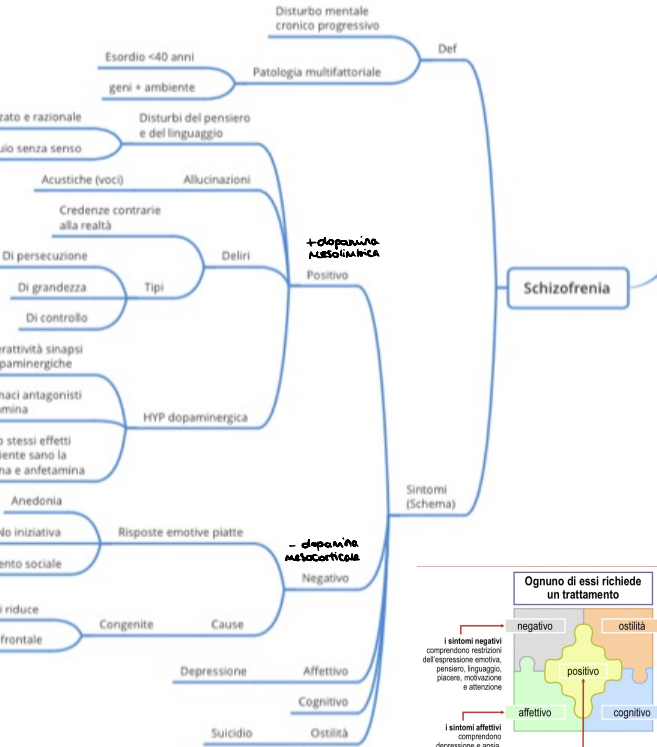 Disturbo mentale
cronico progressivo
Def
Esordio <40 anni
Patologia multifattoriale
geni + ambiente
zato e razionale
Disturbi del pensiero
e del linguaggio
uio senza senso
Acustiche (voci)
Allucinazioni
Credenze contrarie
alla realtà
+ dopamina
mesolimbica
Di persecuzione
Deliri
Positivo
Di grandezza
Tipi
Schizofrenia
Di controllo
erattività sinapsi
paminergiche
maci antagonisti
mina
HYP dopaminergica
o stessi effetti
iente sano la
na e anfetamina
Sintomi
(Schema)
Anedonia
No iniziativa
Risposte emotive piatte
- dopamina
mesocorticale
ento sociale
Negativo
i riduce
Congenite
Cause
frontale
Depressione
Affettivo
Cognitivo
Suicidio
Ostilità
Ognuno di essi richiede
un trattamento
negativo
ostilità
i sintomi negativi
comprendono restrizioni
dell'espressione emotiva,
pensiero, linguaggio,
piacere, motivazione
e attenzione
positivo
affettivo
cognitivo
i sintomi affettivi
comprendono
depressione e ansia